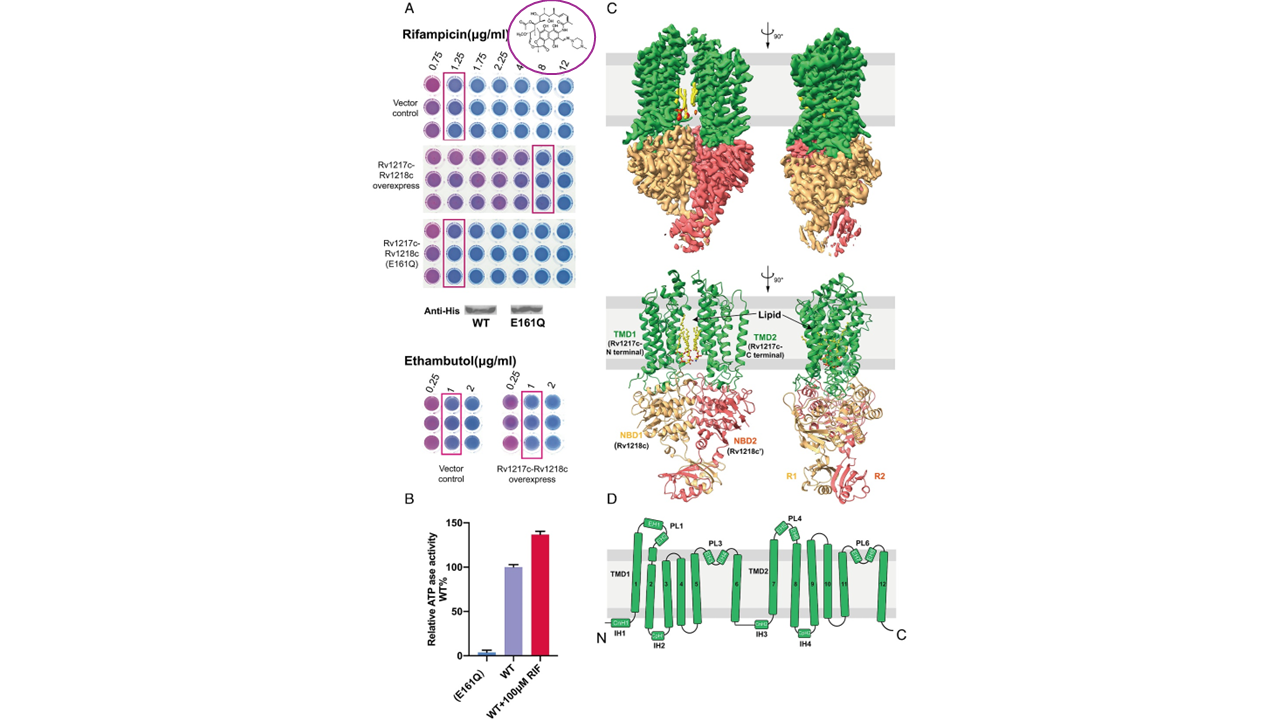 A
Rifampicin(μg/ml)
0.75 1.25 1.75 2.25 4 8 12
Vector
control
Rv1217c-
Rv1218c
overexpress
Rv1217c-
Rv1218c
(E161Q)
Anti-His
WT E161Q
Ethambutol(μg/ml)
0.25 1 2 0.25 1 2
Vector
control
Rv1217c-Rv1218c
overexpress
B
Relative ATP ase activity
WT%
150
100
50
0
(E161Q)
WT
WT+100μM RIF
C
90°
90°
Lipid
TMD1
(Rv1217c-
N terminal)
TMD2
(Rv1217c-
C terminal)
NBD1
(Rv1218c)
NBD2
(Rv1218c')
R1 R2
D
PL1 PL3 PL4 PL6
EH1
TMD1 TMD2
1 2 3 4 5 6 7 8 9 10 11 12
CnH1
IH1 IH2 IH3 IH4
N C